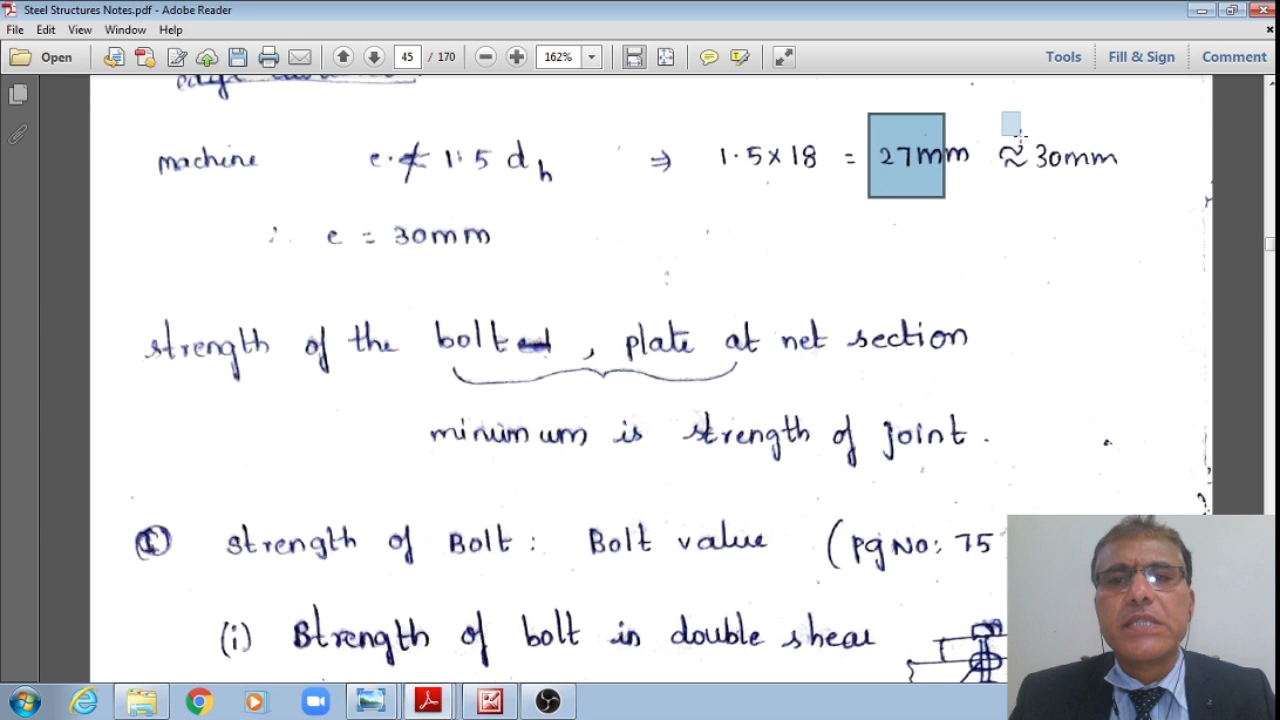 Steel Structures Notes.pdf - Adobe Reader
File Edit View Window Help
Open 45 / 170 162% Tools Fill & Sign Comment
machine e ≮ 1.5 dh ⇒ 1.5 x 18 = 27mm ≈ 30mm
∴ e = 30mm
strength of the bolt , plate at net section
minimum is strength of joint .
I strength of Bolt : Bolt value (Pg No: 75
(i) Strength of bolt in double shear